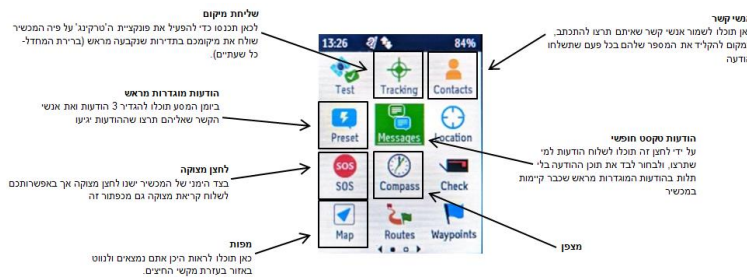 שליחת מיקום
לכאן תכנסו כדי להפעיל את פונקציית ה'טרקינג' על פיה המכשיר
שולח את מיקומכם בתדירות שנקבעה מראש (ברירת המחדל-
כל שעתיים).
הודעות מוגדרות מראש
ביומן המסע תוכלו להגדיר 3 הודעות ואת אנשי
הקשר שאליהם תרצו שההודעות יגיעו
לחצן מצוקה
בצד הימני של המכשיר ישנו לחצן מצוקה אך באפשרותכם
לשלוח קריאת מצוקה גם מכפתור זה
מפות
כאן תוכלו לראות היכן אתם נמצאים ולנווט
באזור בעזרת מקשי החיצים.
13:26 84%
Test Tracking Contacts
Preset Messages Location
SOS
SOS Compass Check
Map Routes Waypoints
אנשי קשר
כאן תוכלו לשמור אנשי קשר שאיתם תרצו להתכתב,
במקום להקליד את המספר שלהם בכל פעם שתשלחו
הודעה
הודעות טקסט חופשי
על ידי לחצן זה תוכלו לשלוח הודעות למי
שתרצו, ולבחור לבד את תוכן ההודעה בלי
תלות בהודעות המוגדרות מראש שכבר קיימות
במכשיר
מצפן